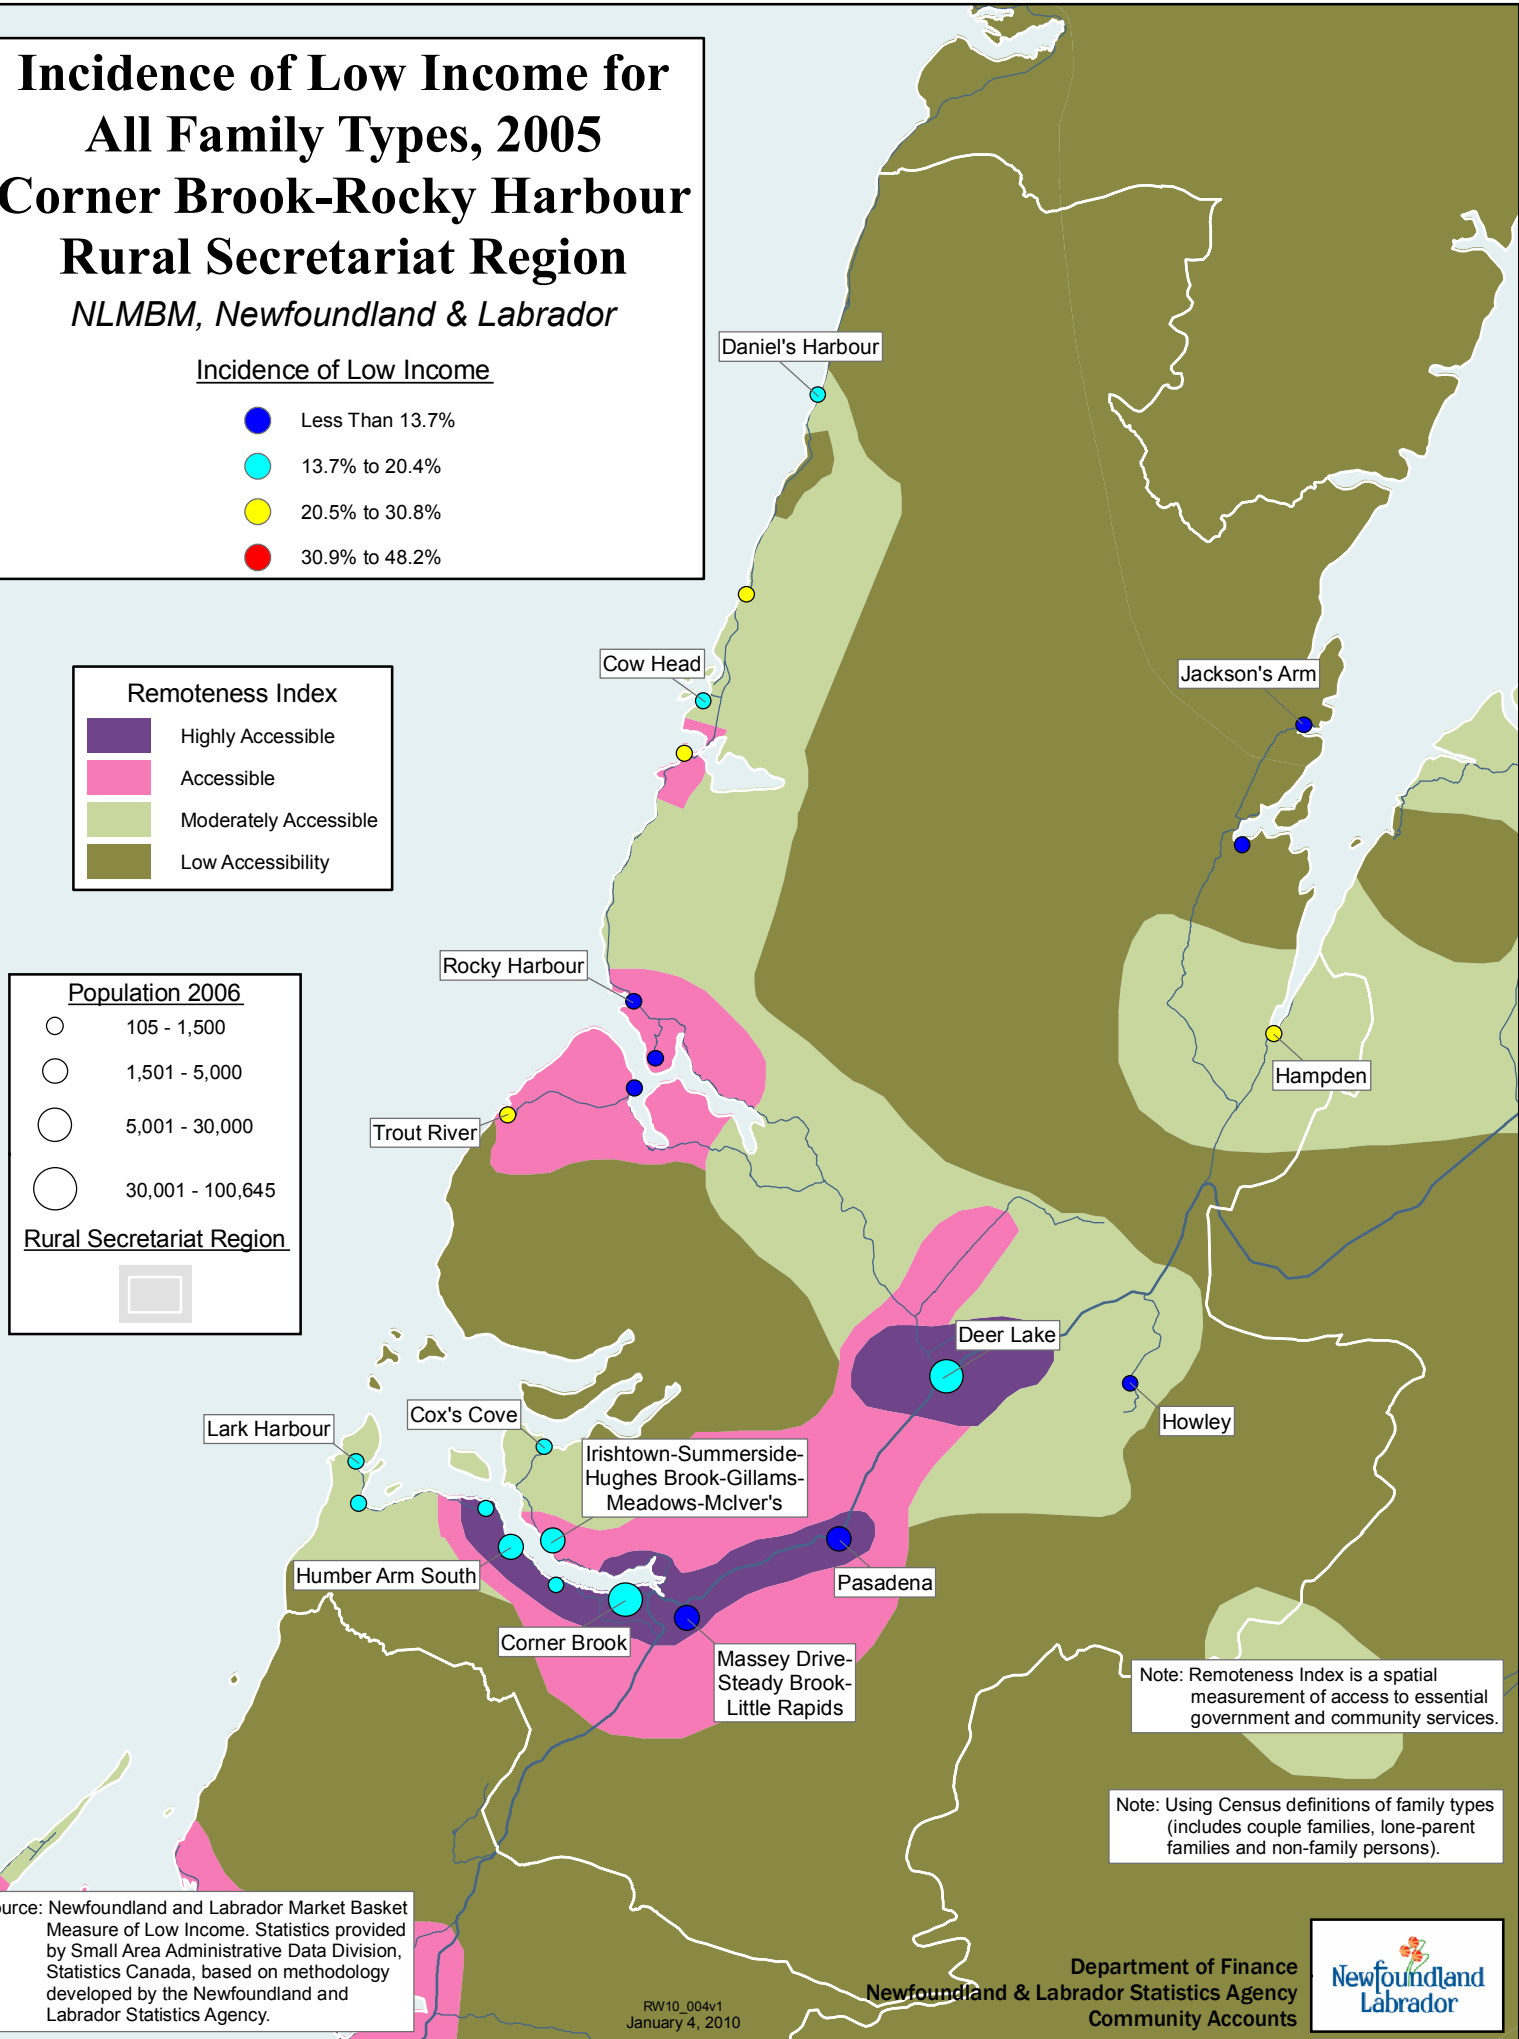 Incidence of Low Income for
All Family Types, 2005
Corner Brook-Rocky Harbour
Rural Secretariat Region
NLMBM, Newfoundland & Labrador
Incidence of Low Income
Less Than 13.7%
13.7% to 20.4%
20.5% to 30.8%
30.9% to 48.2%
Remoteness Index
Highly Accessible
Accessible
Moderately Accessible
Low Accessibility
Population 2006
105 - 1,500
1,501 - 5,000
5,001 - 30,000
30,001 - 100,645
Rural Secretariat Region
Daniel's Harbour
Cow Head
Jackson's Arm
Rocky Harbour
Hampden
Trout River
Deer Lake
Howley
Lark Harbour
Cox's Cove
Irishtown-Summerside-
Hughes Brook-Gillams-
Meadows-McIver's
Humber Arm South
Pasadena
Corner Brook
Massey Drive-
Steady Brook-
Little Rapids
Note: Remoteness Index is a spatial
measurement of access to essential
government and community services.
Note: Using Census definitions of family types
(includes couple families, lone-parent
families and non-family persons).
ource: Newfoundland and Labrador Market Basket
Measure of Low Income. Statistics provided
by Small Area Administrative Data Division,
Statistics Canada, based on methodology
developed by the Newfoundland and
Labrador Statistics Agency.
RW10_004v1
January 4, 2010
Department of Finance
Newfoundland & Labrador Statistics Agency
Community Accounts
Newfoundland
Labrador